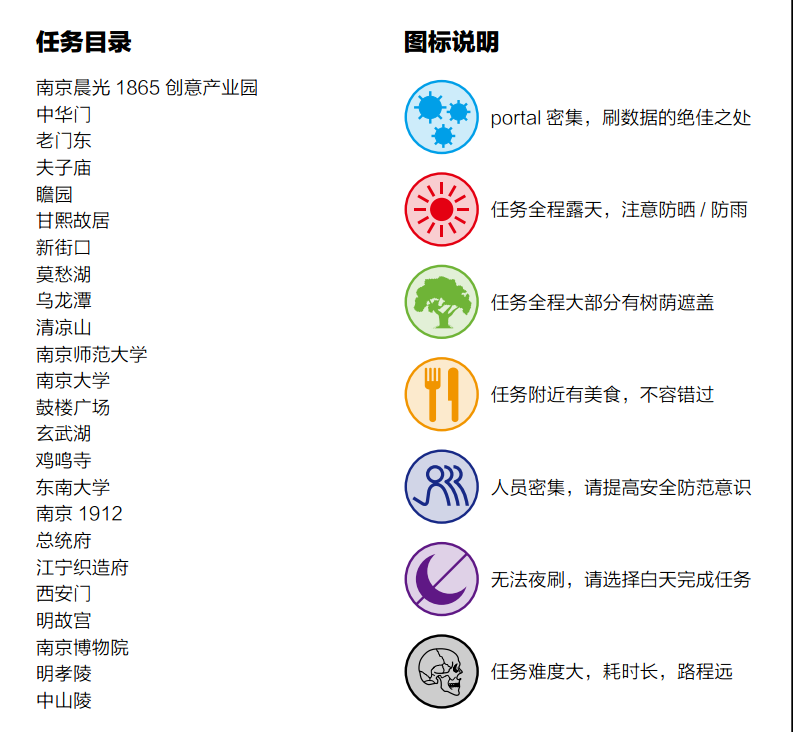 任务目录
南京晨光 1865 创意产业园
中华门
老门东
夫子庙
瞻园
甘熙故居
新街口
莫愁湖
乌龙潭
清凉山
南京师范大学
南京大学
鼓楼广场
玄武湖
鸡鸣寺
东南大学
南京 1912
总统府
江宁织造府
西安门
明故宫
南京博物院
明孝陵
中山陵
图标说明
portal 密集，刷数据的绝佳之处
任务全程露天，注意防晒 / 防雨
任务全程大部分有树荫遮盖
任务附近有美食，不容错过
人员密集，请提高安全防范意识
无法夜刷，请选择白天完成任务
任务难度大，耗时长，路程远